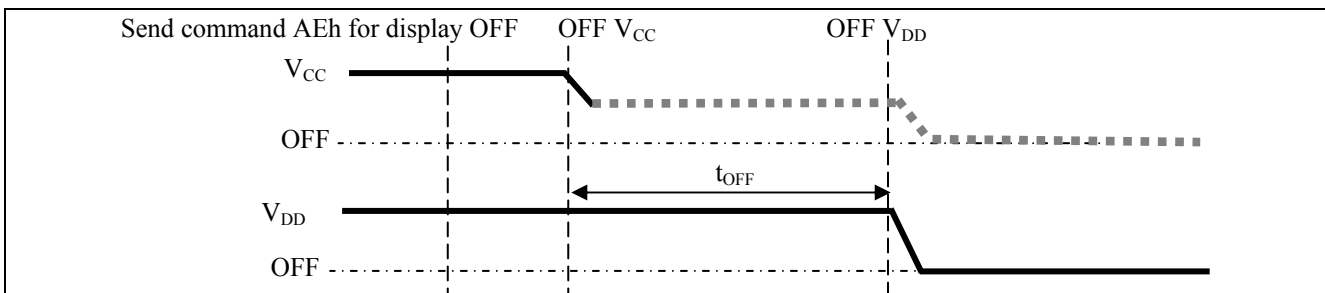 Send command AEh for display OFF OFF VCC OFF VDD
VCC
OFF
tOFF
VDD
OFF